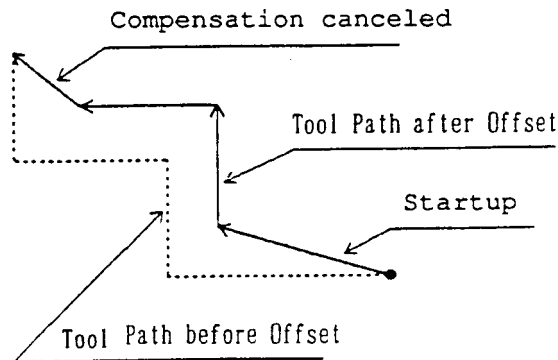 Compensation canceled
Tool Path after Offset
Startup
Tool Path before Offset